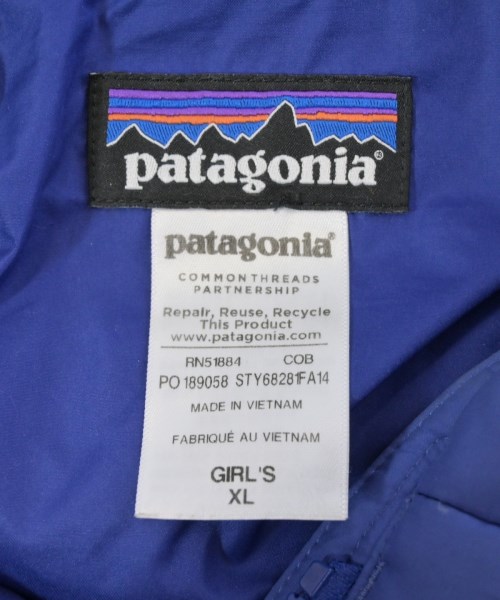 patagonia®
patagonia®
COMMONTHREADS
PARTNERSHIP
Repair, Reuse, Recycle
This Product
www.patagonia.com
RN51884 COB
PO 189058 STY68281FA14
MADE IN VIETNAM
FABRIQUÉ AU VIETNAM
GIRL'S
XL